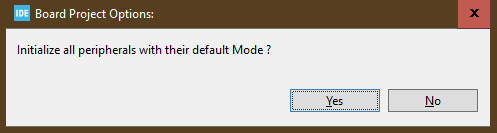 IDE Board Project Options:
X
Initialize all peripherals with their default Mode ?
Yes No